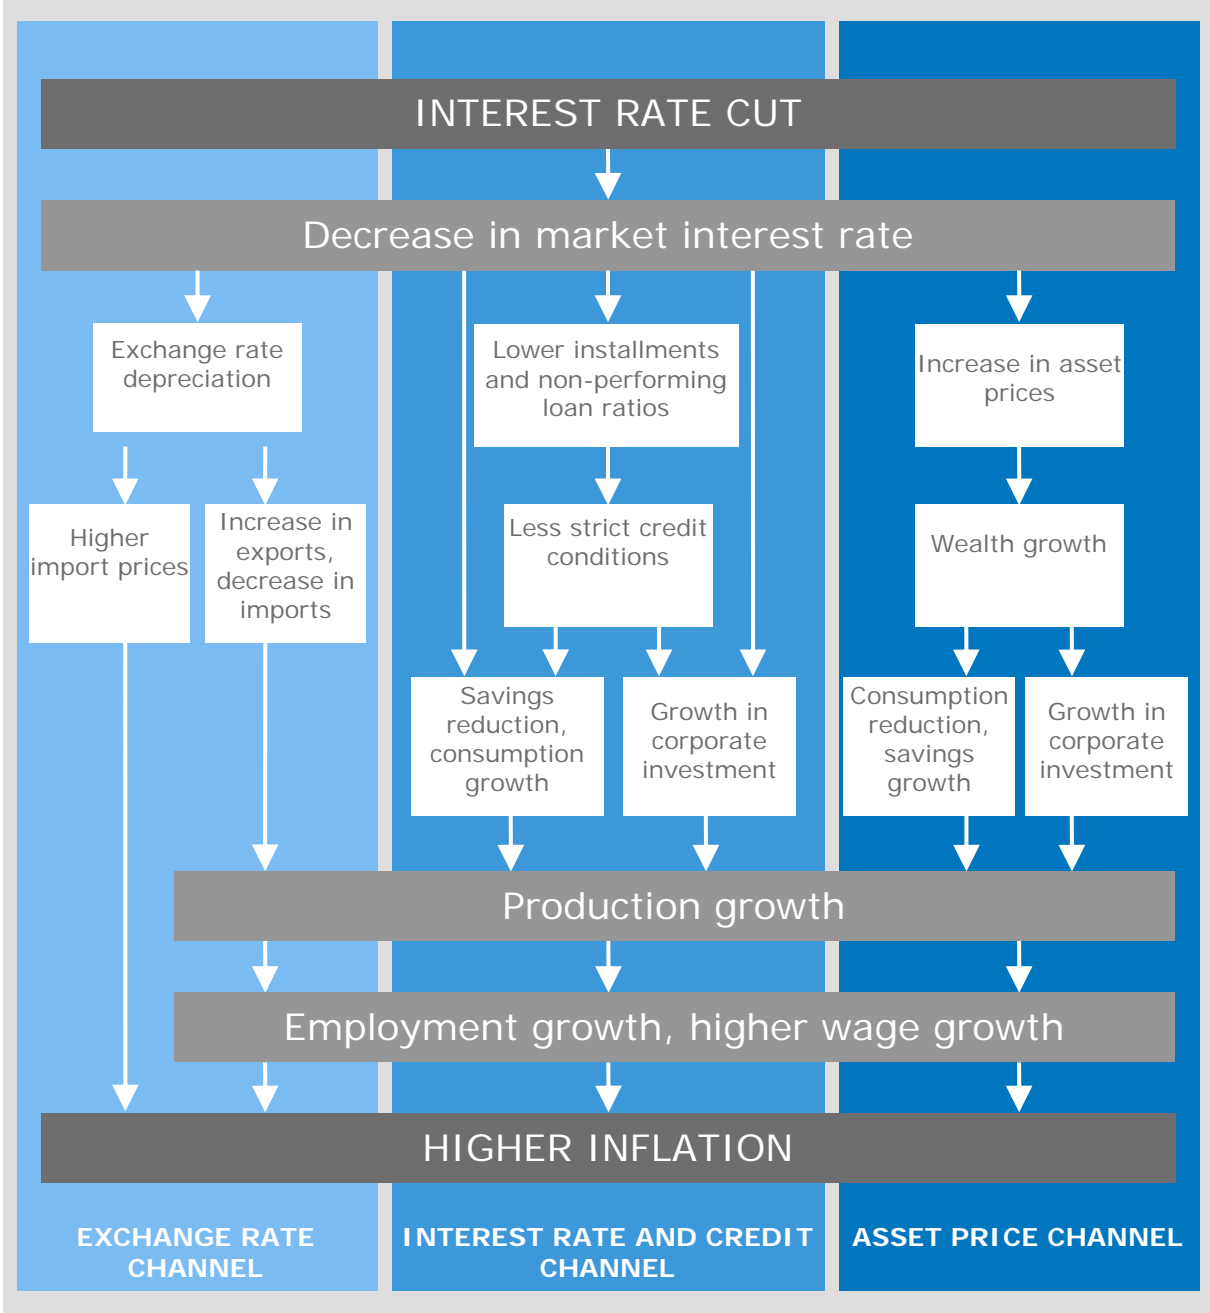 INTEREST RATE CUT
Decrease in market interest rate
Exchange rate
depreciation
Lower installments
and non-performing
loan ratios
Increase in asset
prices
Higher
import prices
Increase in
exports,
decrease in
imports
Less strict credit
conditions
Wealth growth
Savings
reduction,
consumption
growth
Growth in
corporate
investment
Consumption
reduction,
savings
growth
Growth in
corporate
investment
Production growth
Employment growth, higher wage growth
HIGHER INFLATION
EXCHANGE RATE
CHANNEL
INTEREST RATE AND CREDIT
CHANNEL
ASSET PRICE CHANNEL